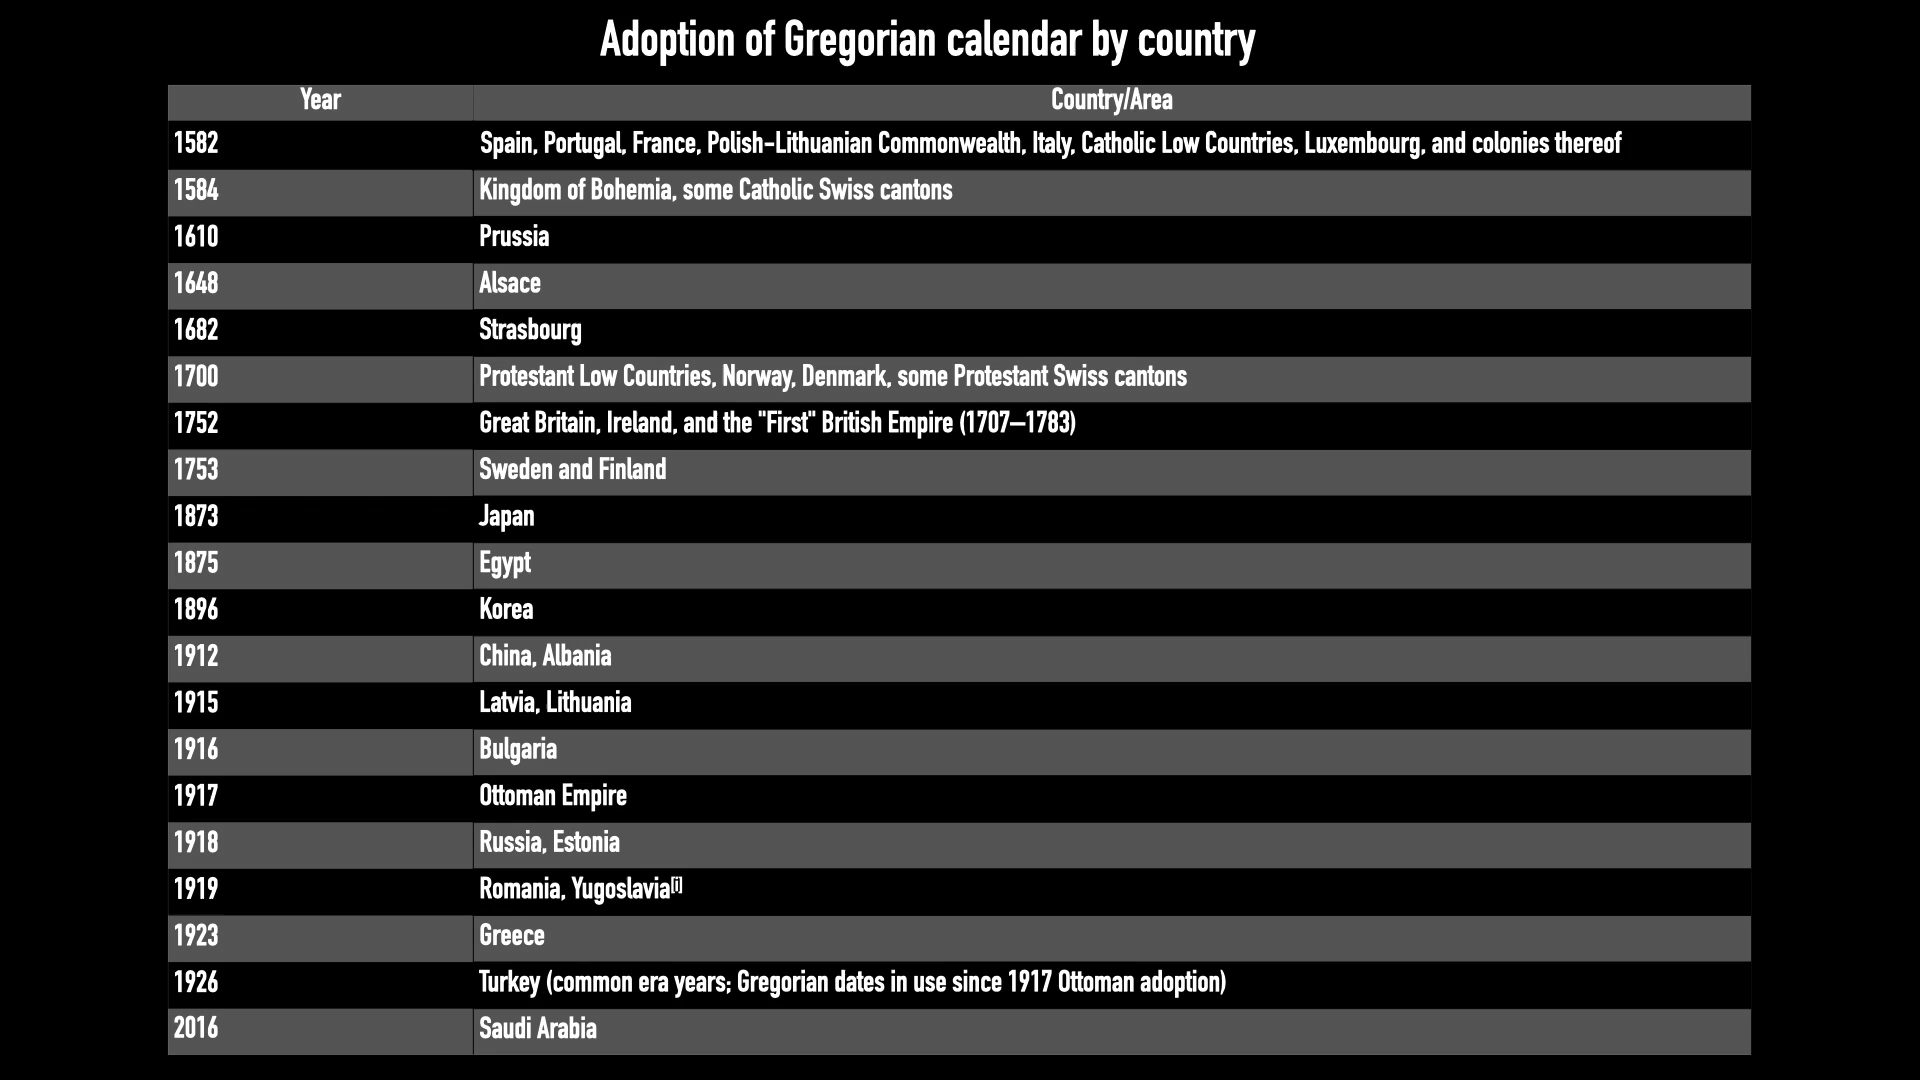 Adoption of Gregorian calendar by country
Year Country/Area
1582 Spain, Portugal, France, Polish-Lithuanian Commonwealth, Italy, Catholic Low Countries, Luxembourg, and colonies thereof
1584 Kingdom of Bohemia, some Catholic Swiss cantons
1610 Prussia
1648 Alsace
1682 Strasbourg
1700 Protestant Low Countries, Norway, Denmark, some Protestant Swiss cantons
1752 Great Britain, Ireland, and the "First" British Empire (1707–1783)
1753 Sweden and Finland
1873 Japan
1875 Egypt
1896 Korea
1912 China, Albania
1915 Latvia, Lithuania
1916 Bulgaria
1917 Ottoman Empire
1918 Russia, Estonia
1919 Romania, Yugoslavia[i]
1923 Greece
1926 Turkey (common era years; Gregorian dates in use since 1917 Ottoman adoption)
2016 Saudi Arabia